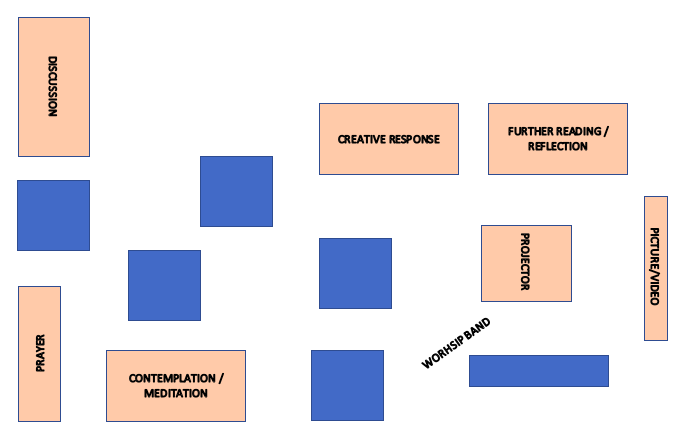 DISCUSSION
CREATIVE RESPONSE
FURTHER READING /
REFLECTION
PROJECTOR
PICTURE/VIDEO
WORHSIP BAND
PRAYER
CONTEMPLATION /
MEDITATION